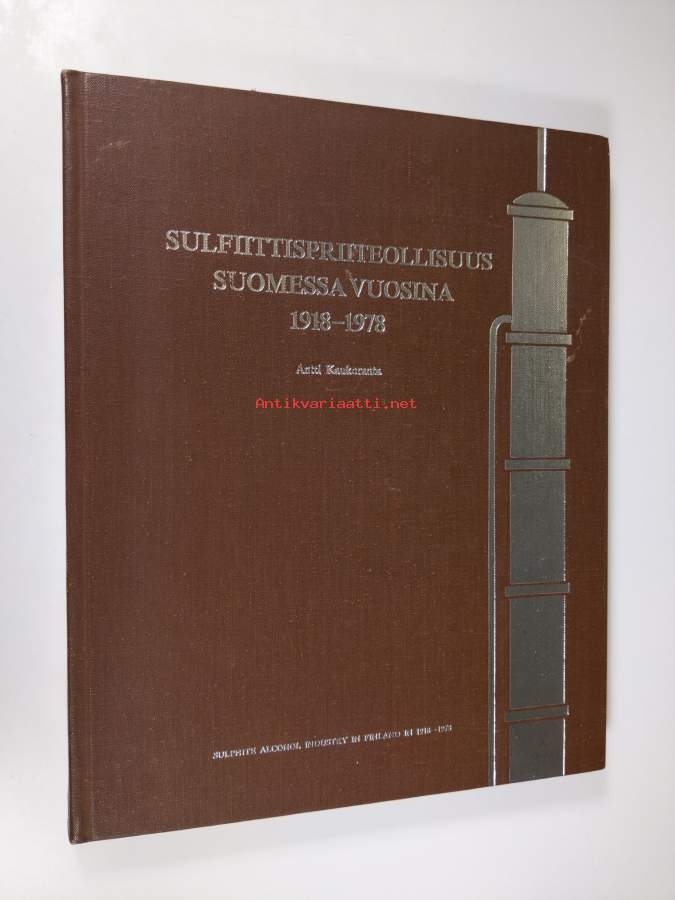 SULFIITTISPRIITEOLLISUUS
SUOMESSA VUOSINA
1918–1978
Antti Kaukoranta
Antikvariaatti.net
SULPHITE ALCOHOL INDUSTRY IN FINLAND IN 1918–1978